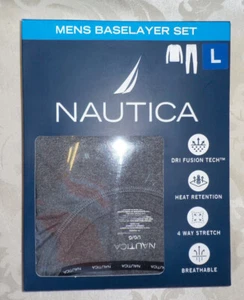 MENS BASELAYER SET
L
NAUTICA
DRI FUSION TECH™
HEAT RETENTION
4 WAY STRETCH
BREATHABLE
NAUTICA
L/G/G